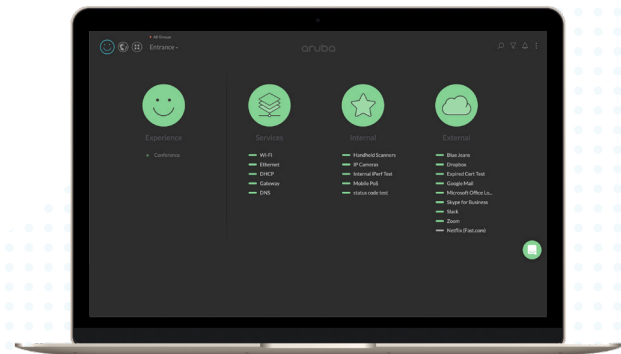 All Sensors
Entrance
aruba
Experience
Conference
Services
Wi-Fi
Ethernet
DHCP
Gateway
DNS
Internal
Handheld Scanners
IP Cameras
Internal iPerf Test
Mobile PoS
status code test
External
Blue Jeans
Dropbox
Expired Cert Test
Google Mail
Microsoft Office Lo...
Skype for Business
Slack
Zoom
Netflix (Fast.com)